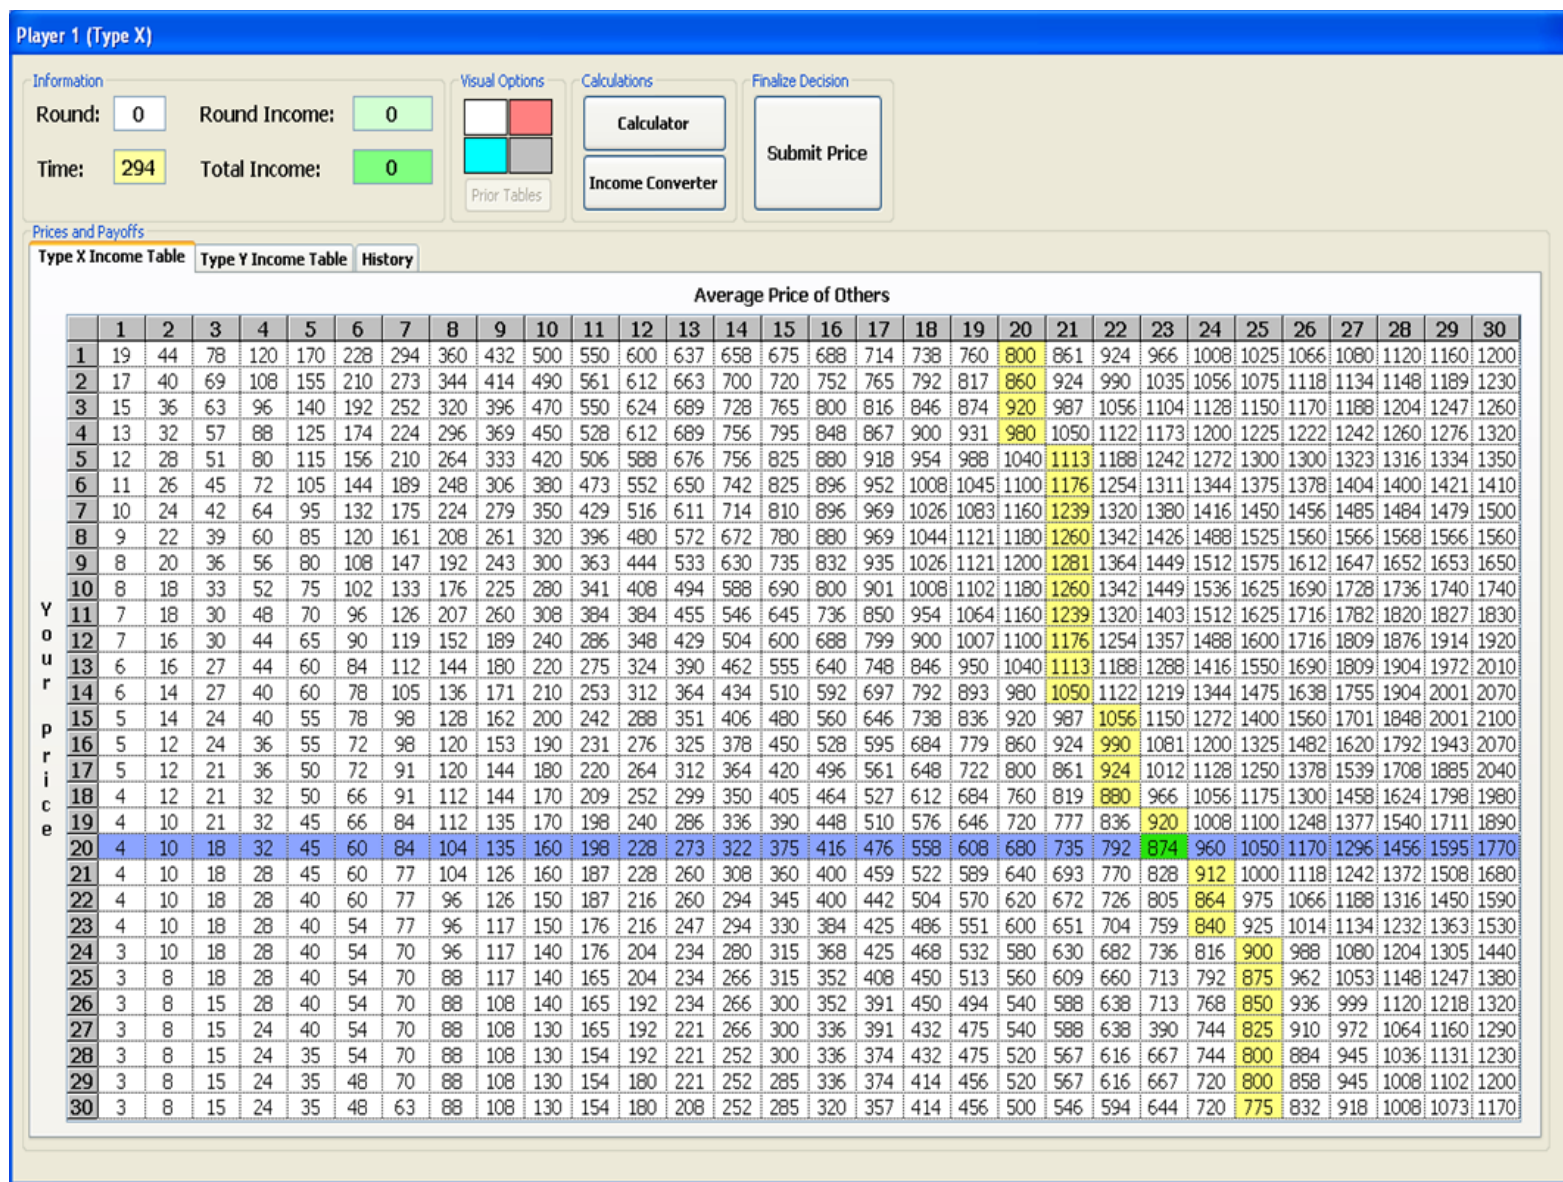 Player 1 (Type X)
Information
Visual Options
Calculations
Finalize Decision
Round: 0 Round Income: 0
Calculator
Submit Price
Time: 294 Total Income: 0
Income Converter
Prior Tables
Prices and Payoffs
Type X Income Table Type Y Income Table History
Average Price of Others
1 2 3 4 5 6 7 8 9 10 11 12 13 14 15 16 17 18 19 20 21 22 23 24 25 26 27 28 29 30
1 19 44 78 120 170 228 294 360 432 500 550 600 637 658 675 688 714 738 760 800 861 924 966 1008 1025 1066 1080 1120 1160 1200
2 17 40 69 108 155 210 273 344 414 490 561 612 663 700 720 752 765 792 817 860 924 990 1035 1056 1075 1118 1134 1148 1189 1230
3 15 36 63 96 140 192 252 320 396 470 550 624 689 728 765 800 816 846 874 920 987 1056 1104 1128 1150 1170 1188 1204 1247 1260
4 13 32 57 88 125 174 224 296 369 450 528 612 689 756 795 848 867 900 931 980 1050 1122 1173 1200 1225 1222 1242 1260 1276 1320
5 12 28 51 80 115 156 210 264 333 420 506 588 676 756 825 880 918 954 988 1040 1113 1188 1242 1272 1300 1300 1323 1316 1334 1350
6 11 26 45 72 105 144 189 248 306 380 473 552 650 742 825 896 952 1008 1045 1100 1176 1254 1311 1344 1375 1378 1404 1400 1421 1410
7 10 24 42 64 95 132 175 224 279 350 429 516 611 714 810 896 969 1026 1083 1160 1239 1320 1380 1416 1450 1456 1485 1484 1479 1500
8 9 22 39 60 85 120 161 208 261 320 396 480 572 672 780 880 969 1044 1121 1180 1260 1342 1426 1488 1525 1560 1566 1568 1566 1560
9 8 20 36 56 80 108 147 192 243 300 363 444 533 630 735 832 935 1026 1121 1200 1281 1364 1449 1512 1575 1612 1647 1652 1653 1650
10 8 18 33 52 75 102 133 176 225 280 341 408 494 588 690 800 901 1008 1102 1180 1260 1342 1449 1536 1625 1690 1728 1736 1740 1740
11 7 18 30 48 70 96 126 207 260 308 384 384 455 546 645 736 850 954 1064 1160 1239 1320 1403 1512 1625 1716 1782 1820 1827 1830
12 7 16 30 44 65 90 119 152 189 240 286 348 429 504 600 688 799 900 1007 1100 1176 1254 1357 1488 1600 1716 1809 1876 1914 1920
13 6 16 27 44 60 84 112 144 180 220 275 324 390 462 555 640 748 846 950 1040 1113 1188 1288 1416 1550 1690 1809 1904 1972 2010
14 6 14 27 40 60 78 105 136 171 210 253 312 364 434 510 592 697 792 893 980 1050 1122 1219 1344 1475 1638 1755 1904 2001 2070
15 5 14 24 40 55 78 98 128 162 200 242 288 351 406 480 560 646 738 836 920 987 1056 1150 1272 1400 1560 1701 1848 2001 2100
16 5 12 24 36 55 72 98 120 153 190 231 276 325 378 450 528 595 684 779 860 924 990 1081 1200 1325 1482 1620 1792 1943 2070
17 5 12 21 36 50 72 91 120 144 180 220 264 312 364 420 496 561 648 722 800 861 924 1012 1128 1250 1378 1539 1708 1885 2040
18 4 12 21 32 50 66 91 112 144 170 209 252 299 350 405 464 527 612 684 760 819 880 966 1056 1175 1300 1458 1624 1798 1980
19 4 10 21 32 45 66 84 112 135 170 198 240 286 336 390 448 510 576 646 720 777 836 920 1008 1100 1248 1377 1540 1711 1890
20 4 10 18 32 45 60 84 104 135 160 198 228 273 322 375 416 476 558 608 680 735 792 874 960 1050 1170 1296 1456 1595 1770
21 4 10 18 28 45 60 77 104 126 160 187 228 260 308 360 400 459 522 589 640 693 770 828 912 1000 1118 1242 1372 1508 1680
22 4 10 18 28 40 60 77 96 126 150 187 216 260 294 345 400 442 504 570 620 672 726 805 864 975 1066 1188 1316 1450 1590
23 4 10 18 28 40 54 77 96 117 150 176 216 247 294 330 384 425 486 551 600 651 704 759 840 925 1014 1134 1232 1363 1530
24 3 10 18 28 40 54 70 96 117 140 176 204 234 280 315 368 425 468 532 580 630 682 736 816 900 988 1080 1204 1305 1440
25 3 8 18 28 40 54 70 88 117 140 165 204 234 266 315 352 408 450 513 560 609 660 713 792 875 962 1053 1148 1247 1380
26 3 8 15 28 40 54 70 88 108 140 165 192 234 266 300 352 391 450 494 540 588 638 713 768 850 936 999 1120 1218 1320
27 3 8 15 24 40 54 70 88 108 130 165 192 221 266 300 336 391 432 475 540 588 638 390 744 825 910 972 1064 1160 1290
28 3 8 15 24 35 54 70 88 108 130 154 192 221 252 300 336 374 432 475 520 567 616 667 744 800 884 945 1036 1131 1230
29 3 8 15 24 35 48 70 88 108 130 154 180 221 252 285 336 374 414 456 520 567 616 667 720 800 858 945 1008 1102 1200
30 3 8 15 24 35 48 63 88 108 130 154 180 208 252 285 320 357 414 456 500 546 594 644 720 775 832 918 1008 1073 1170
Your price